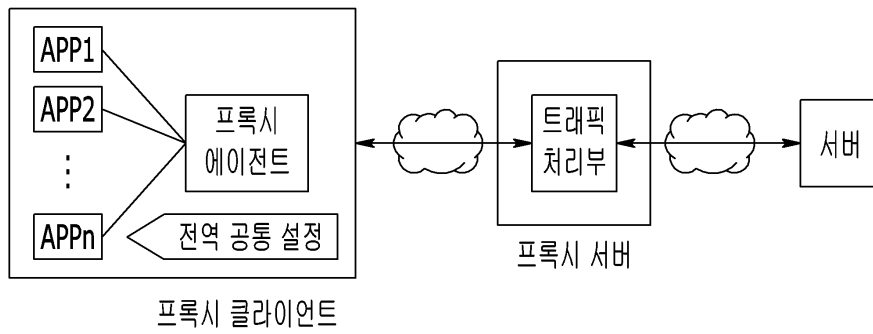 APP1
APP2
⋮
APPn
프록시
에이전트
전역 공통 설정
프록시 클라이언트
트래픽
처리부
프록시 서버
서버